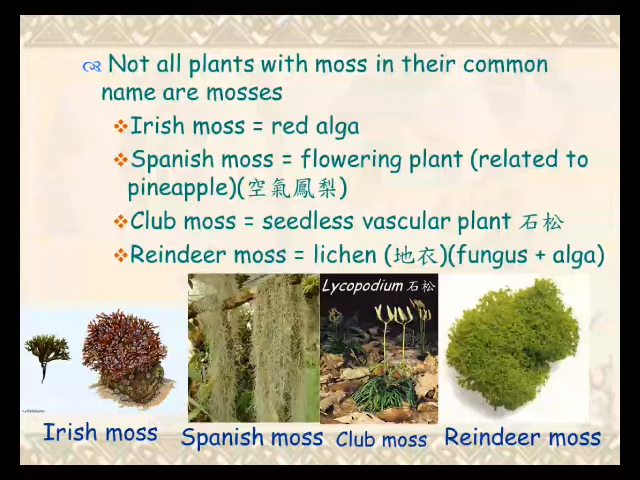 Not all plants with moss in their common
name are mosses
Irish moss = red alga
Spanish moss = flowering plant (related to
pineapple)(空氣鳳梨)
Club moss = seedless vascular plant 石松
Reindeer moss = lichen (地衣)(fungus + alga)
Lycopodium 石松
Irish moss
Spanish moss
Club moss
Reindeer moss